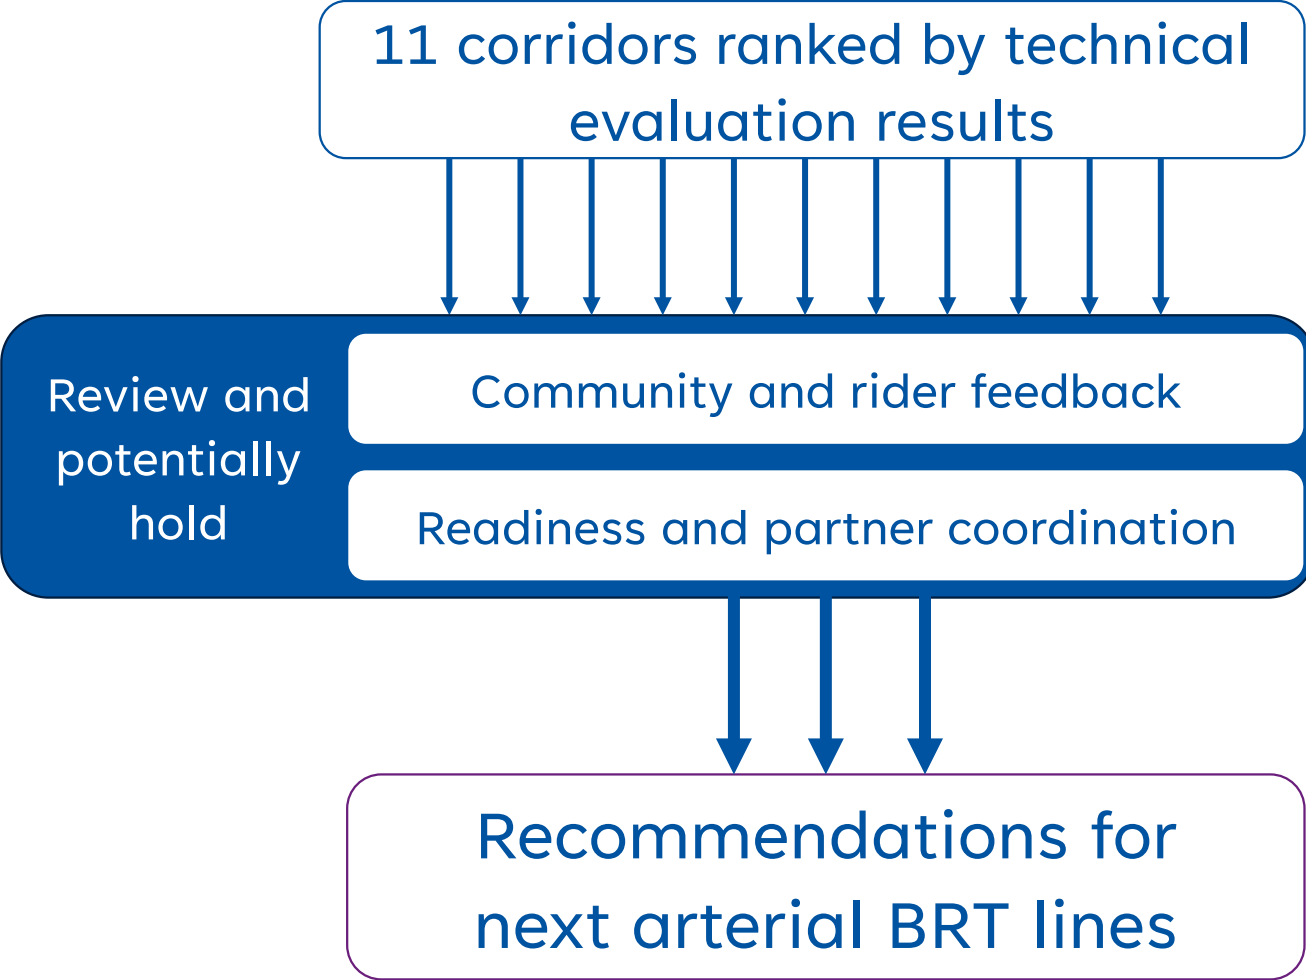 11 corridors ranked by technical
evaluation results
Review and
potentially
hold
Community and rider feedback
Readiness and partner coordination
Recommendations for
next arterial BRT lines